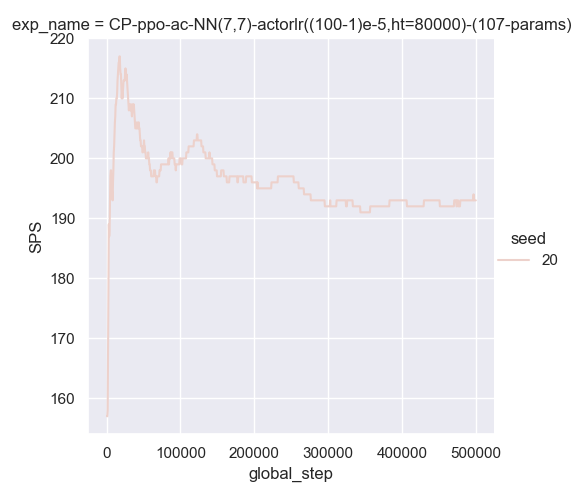 exp_name = CP-ppo-ac-NN(7,7)-actorlr((100-1)e-5,ht=80000)-(107-params)
220
210
200
190
180
170
160
SPS
0 100000 200000 300000 400000 500000
global_step
seed
20